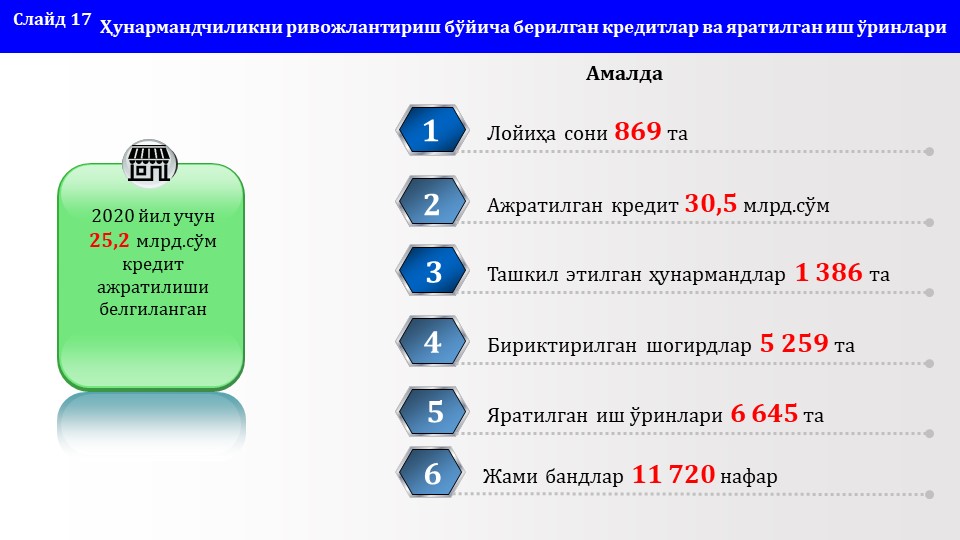 Слайд 17
Ҳунармандчиликни ривожлантириш бўйича берилган кредитлар ва яратилган иш ўринлари
2020 йил учун
25,2 млрд.сўм
кредит
ажратилиши
белгиланган
Амалда
1 Лойиҳа сони 869 та
2 Ажратилган кредит 30,5 млрд.сўм
3 Ташкил этилган ҳунармандлар 1 386 та
4 Бириктирилган шогирдлар 5 259 та
5 Яратилган иш ўринлари 6 645 та
6 Жами бандлар 11 720 нафар